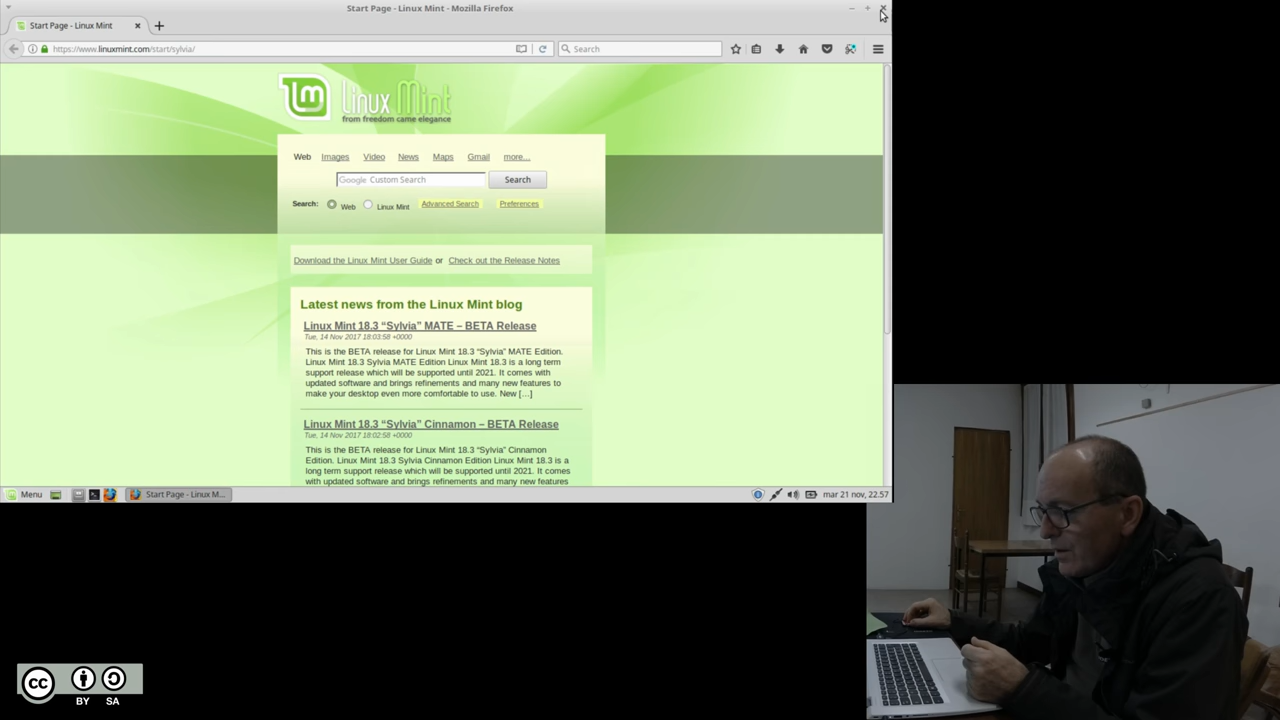 Start Page - Linux Mint - Mozilla Firefox
Start Page - Linux Mint
https://www.linuxmint.com/start/sylvia/
Search
Linux Mint
from freedom came elegance
Web Images Video News Maps Gmail more...
Google Custom Search Search
Search: Web Linux Mint Advanced Search Preferences
Download the Linux Mint User Guide or Check out the Release Notes
Latest news from the Linux Mint blog
Linux Mint 18.3 “Sylvia” MATE – BETA Release
Tue, 14 Nov 2017 18:03:58 +0000
This is the BETA release for Linux Mint 18.3 “Sylvia” MATE Edition.
Linux Mint 18.3 Sylvia MATE Edition Linux Mint 18.3 is a long term
support release which will be supported until 2021. It comes with
updated software and brings refinements and many new features to
make your desktop even more comfortable to use. New […]
Linux Mint 18.3 “Sylvia” Cinnamon – BETA Release
Tue, 14 Nov 2017 18:02:58 +0000
This is the BETA release for Linux Mint 18.3 “Sylvia” Cinnamon
Edition. Linux Mint 18.3 Sylvia Cinnamon Edition Linux Mint 18.3 is a
long term support release which will be supported until 2021. It comes
with updated software and brings refinements and many new features
Menu Start Page - Linux M... mar 21 nov, 22.57
cc
BY SA